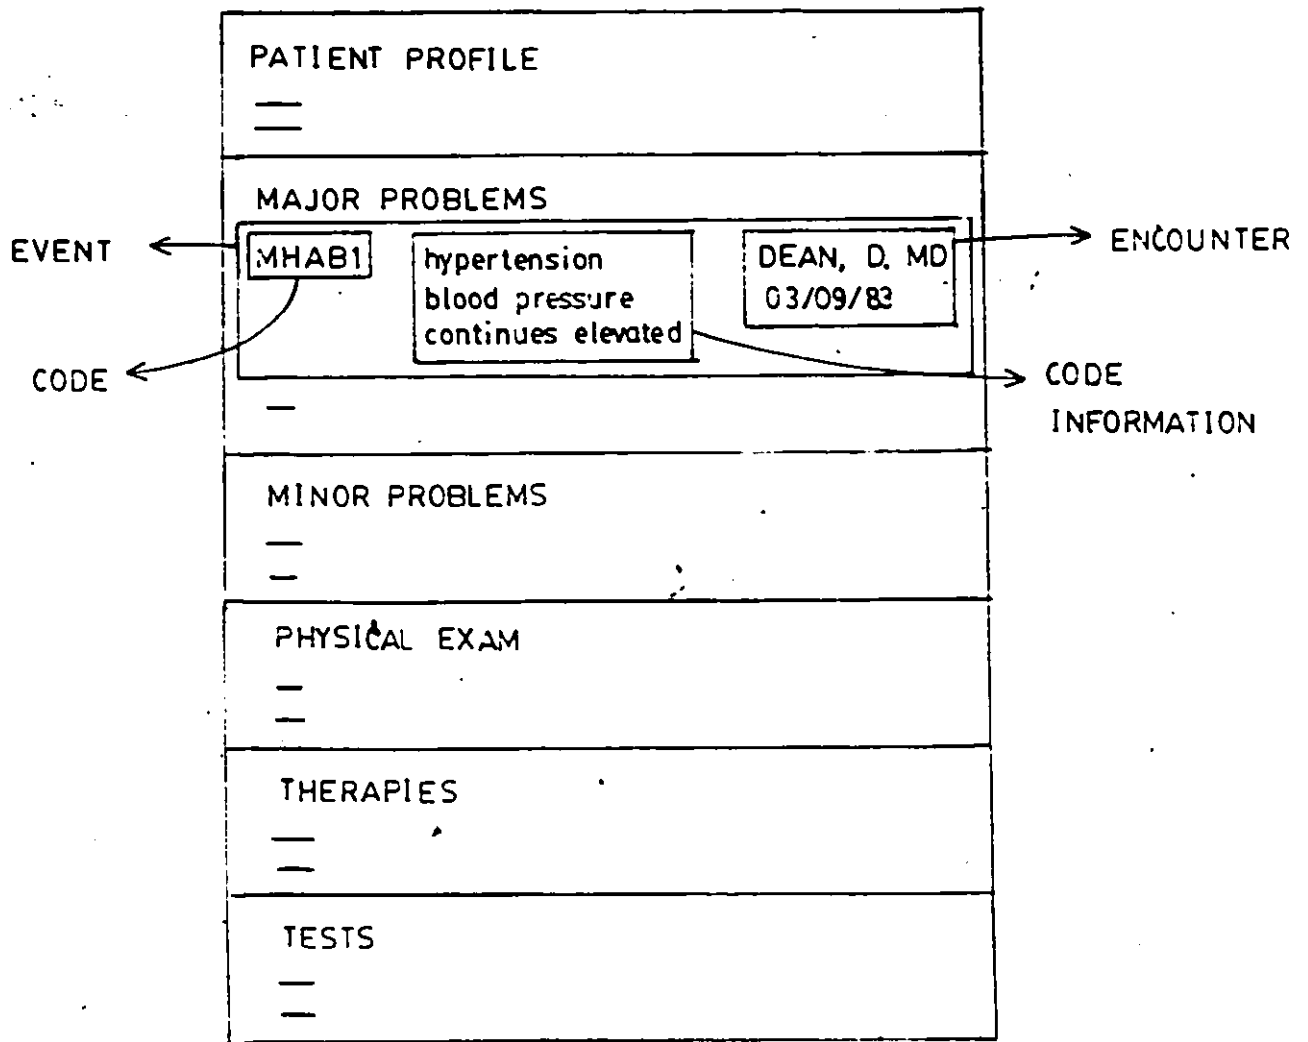 PATIENT PROFILE
MAJOR PROBLEMS
EVENT
MHAB1
hypertension
blood pressure
continues elevated
DEAN, D. MD
03/09/83
ENCOUNTER
CODE
CODE
INFORMATION
MINOR PROBLEMS
PHYSICAL EXAM
THERAPIES
TESTS